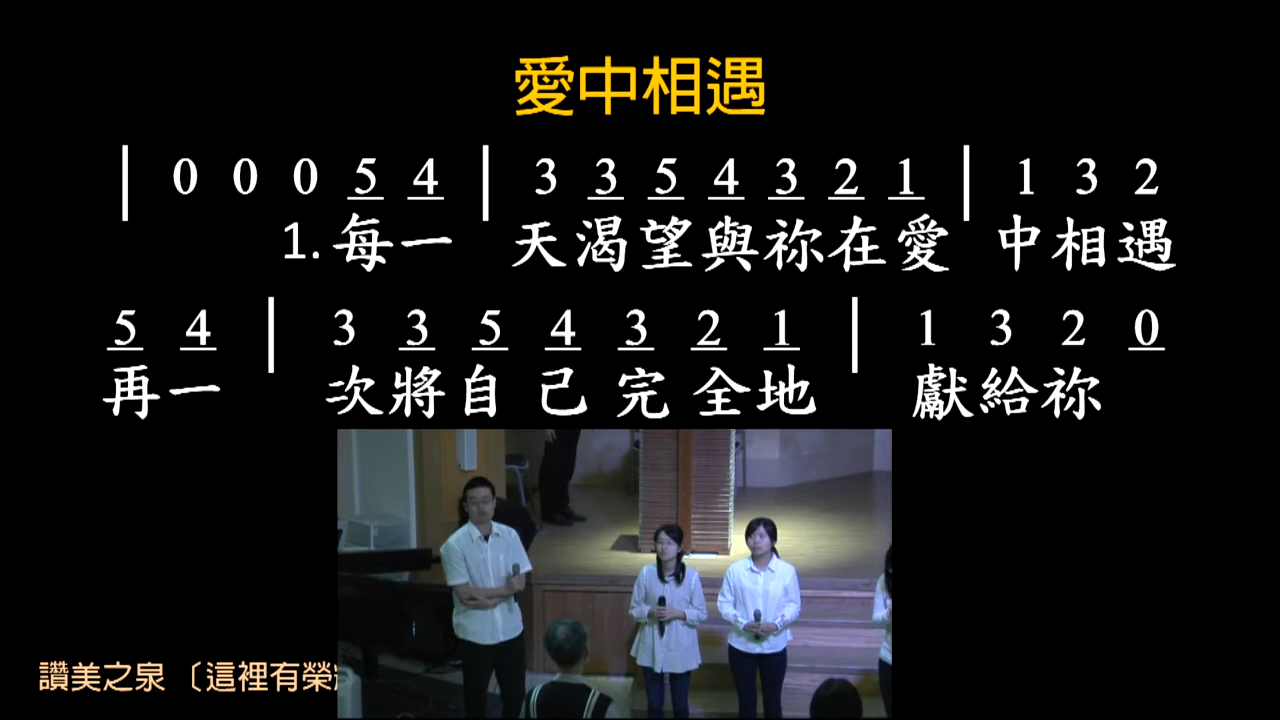 愛中相遇
| 0 0 0 5 4 | 3 3 5 4 3 2 1 | 1 3 2
1. 每一 天渴望與祢在愛 中相遇
5 4 | 3 3 5 4 3 2 1 | 1 3 2 0
再一 次將自己完全地 獻給祢
讚美之泉 〔這裡有榮